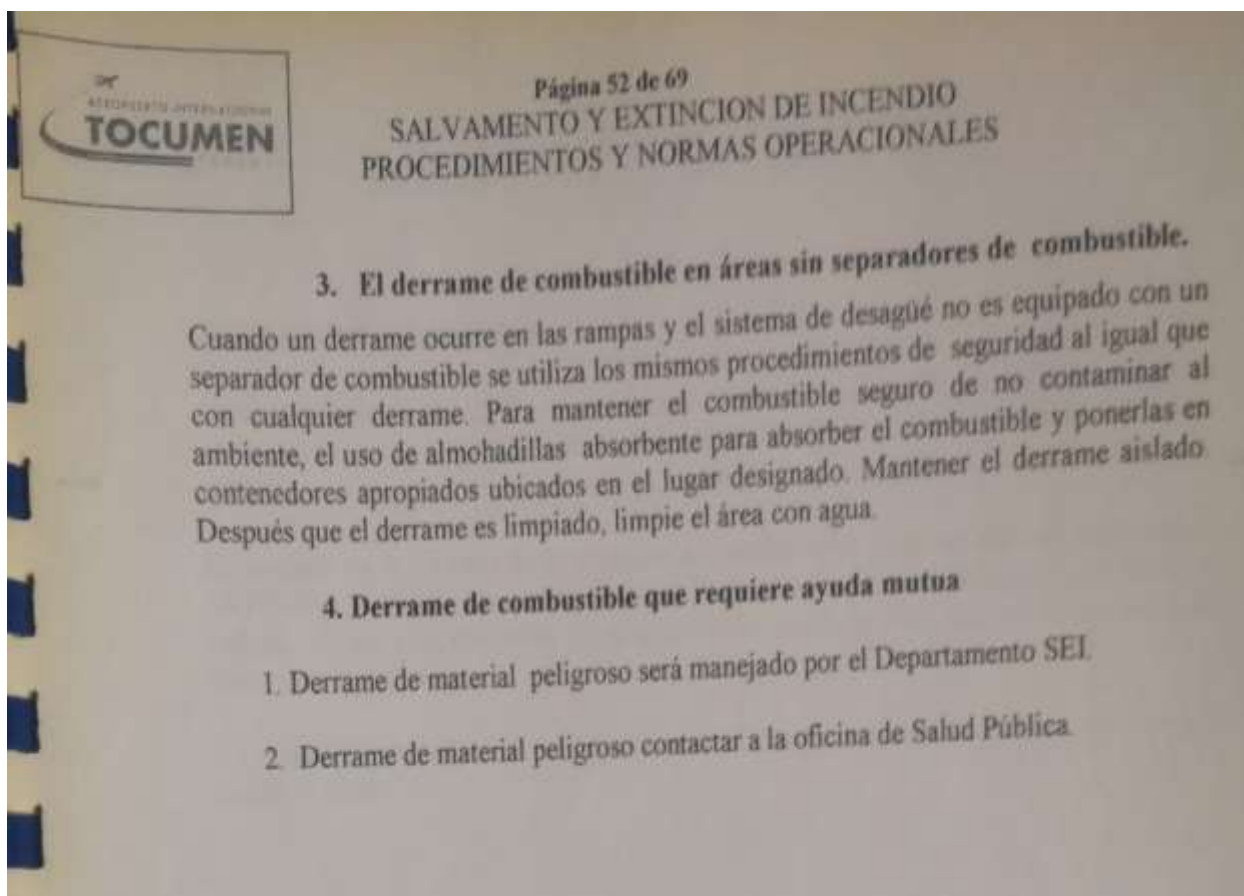 AEROPUERTO INTERNACIONAL
TOCUMEN
Página 52 de 69
SALVAMENTO Y EXTINCION DE INCENDIO
PROCEDIMIENTOS Y NORMAS OPERACIONALES
3. El derrame de combustible en áreas sin separadores de combustible.
Cuando un derrame ocurre en las rampas y el sistema de desagüé no es equipado con un
separador de combustible se utiliza los mismos procedimientos de seguridad al igual que
con cualquier derrame. Para mantener el combustible seguro de no contaminar al
ambiente, el uso de almohadillas absorbente para absorber el combustible y ponerlas en
contenedores apropiados ubicados en el lugar designado. Mantener el derrame aislado.
Después que el derrame es limpiado, limpie el área con agua.
4. Derrame de combustible que requiere ayuda mutua
1. Derrame de material peligroso será manejado por el Departamento SEI.
2. Derrame de material peligroso contactar a la oficina de Salud Pública.